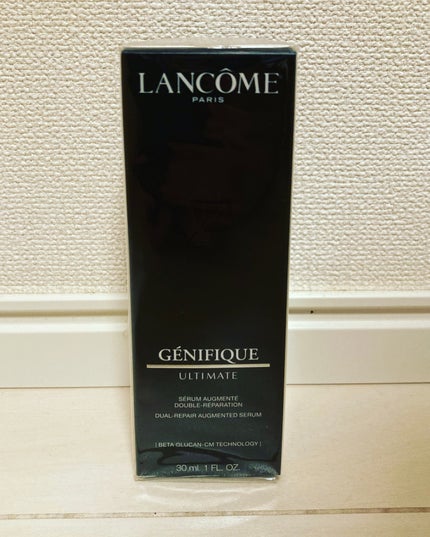 LANCÔME
PARIS
GÉNIFIQUE
ULTIMATE
SÉRUM AUGMENTÉ
DOUBLE-RÉPARATION
DUAL-REPAIR AUGMENTED SERUM
[ BETA GLUCAN-CM TECHNOLOGY ]
30 ml. 1 FL. OZ.